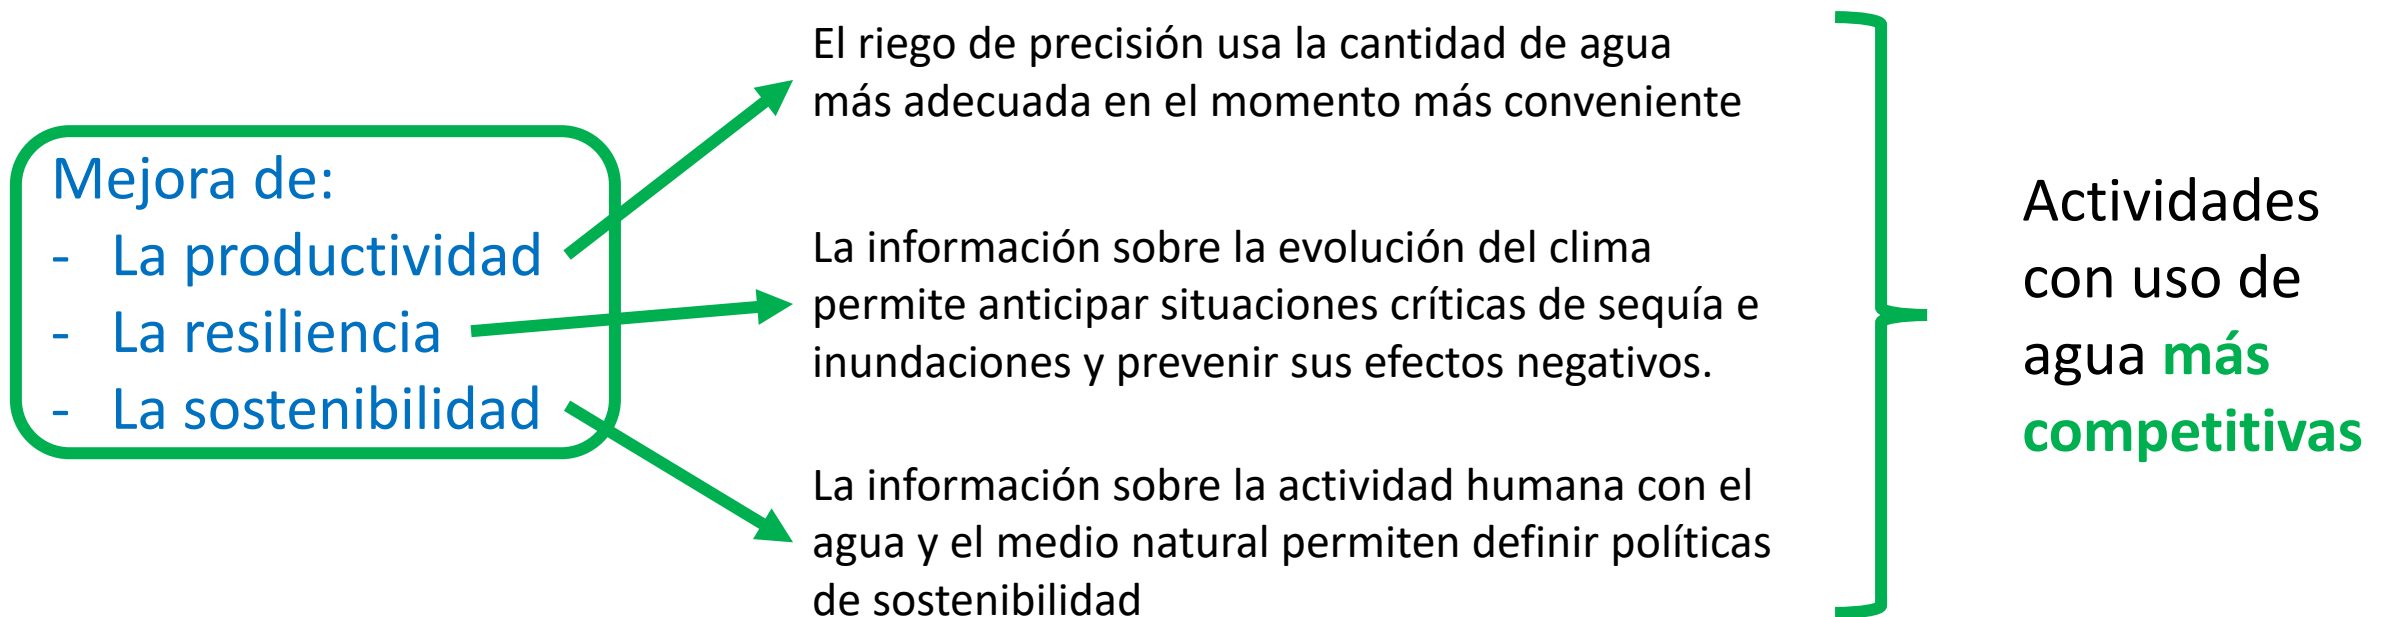 Mejora de:
- La productividad
- La resiliencia
- La sostenibilidad
El riego de precisión usa la cantidad de agua
más adecuada en el momento más conveniente
La información sobre la evolución del clima
permite anticipar situaciones críticas de sequía e
inundaciones y prevenir sus efectos negativos.
La información sobre la actividad humana con el
agua y el medio natural permiten definir políticas
de sostenibilidad
Actividades
con uso de
agua más
competitivas